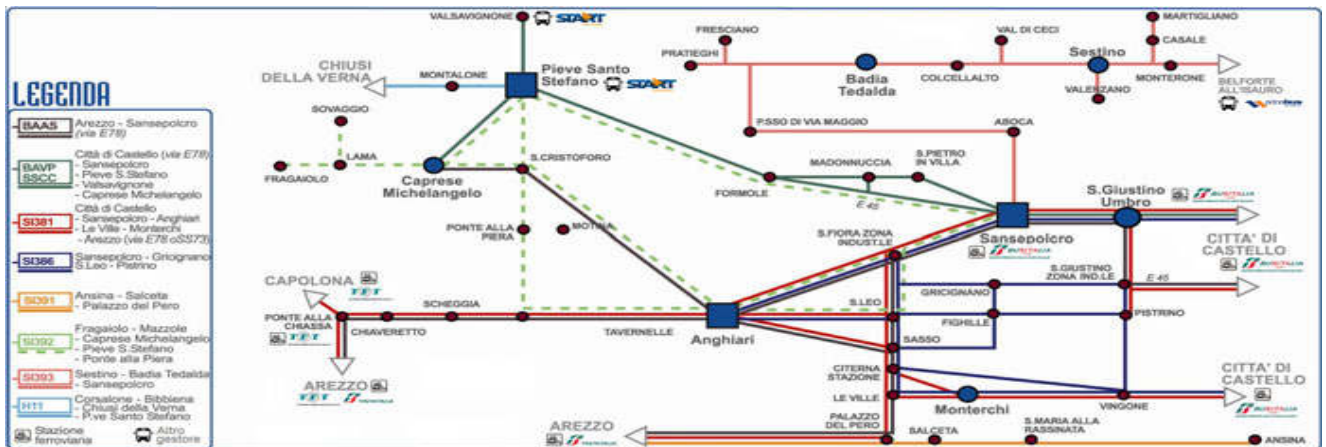 LEGENDA
BAAS
Arezzo - Sansepolcro
(via E78)
BAVP
SSCC
Città di Castello (via E78)
- Sansepolcro
- Pieve S.Stefano
- Valsavignone
- Caprese Michelangelo
SI381
Città di Castello
- Sansepolcro - Anghiari
- Le Ville - Monterchi
- Arezzo (via E78 oSS73)
SI386
Sansepolcro - Gricignano
S.Leo - Pistrino
SI391
Ansina - Salceta
- Palazzo del Pero
SI392
Fragaiolo - Mazzole
- Caprese Michelangelo
- Pieve S.Stefano
- Ponte alla Piera
SI393
Sestino - Badia Tedalda
- Sansepolcro
H11
Corsalone - Bibbiena
- Chiusi della Verna
- P.ve Santo Stefano
Stazione
ferroviaria
Altro
gestore
VALSAVIGNONE
START
CHIUSI
DELLA VERNA
MONTALONE
Pieve Santo
Stefano
START
SOVAGGIO
LAMA
FRAGAIOLO
Caprese
Michelangelo
S.CRISTOFORO
PONTE ALLA
PIERA
MOTINA
FRESCIANO
PRATIEGHI
Badia
Tedalda
COLCELLALTO
VAL DI CECI
Sestino
VALENZANO
MARTIGLIANO
CASALE
MONTERONE
BELFORTE
ALL'ISAURO
P.SSO DI VIA MAGGIO
ABOCA
MADONNUCCIA
S.PIETRO
IN VILLA
FORMOLE
E 45
Sansepolcro
BUSITALIA
S.Giustino
Umbro
BUSITALIA
CITTA' DI
CASTELLO
BUSITALIA
S.FIORA ZONA
INDUST.LE
S.GIUSTINO
ZONA IND.LE
E 45
GRICIGNANO
S.LEO
FIGHILLE
PISTRINO
CAPOLONA
TFT
PONTE ALLA
CHIASSA
TFT
CHIAVERETTO
SCHEGGIA
TAVERNELLE
Anghiari
SASSO
CITERNA
STAZIONE
LE VILLE
Monterchi
VINGONE
CITTA' DI
CASTELLO
BUSITALIA
AREZZO
TFT
TRENITALIA
PALAZZO
DEL PERO
AREZZO
TRENITALIA
SALCETA
S.MARIA ALLA
RASSINATA
ANSINA